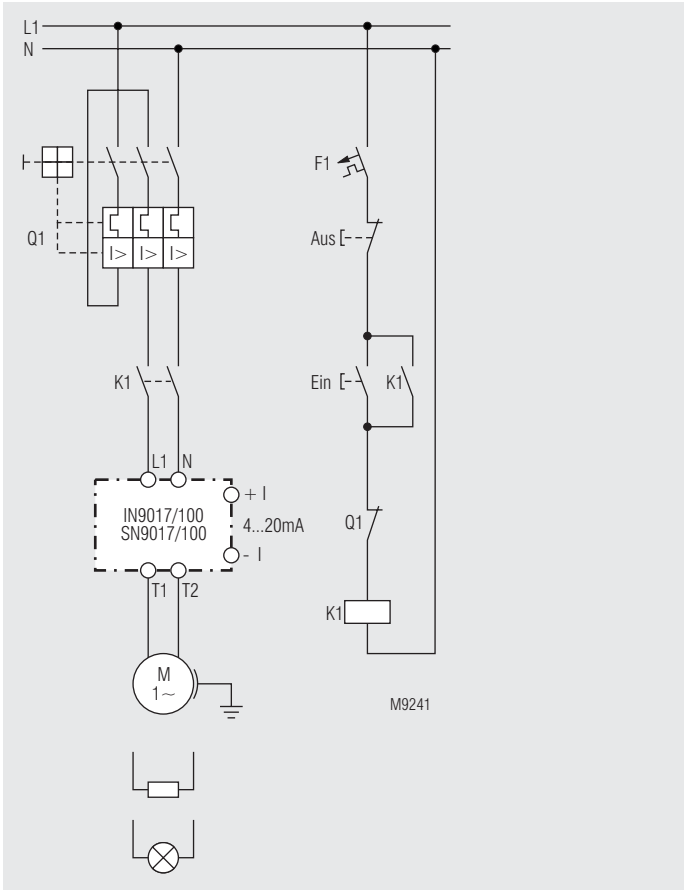 L1
N
F1
Q1
I> I> I>
Aus
K1
Ein K1
L1 N
+ I
IN9017/100
SN9017/100
4...20mA
- I
T1 T2
Q1
K1
M
1~
M9241